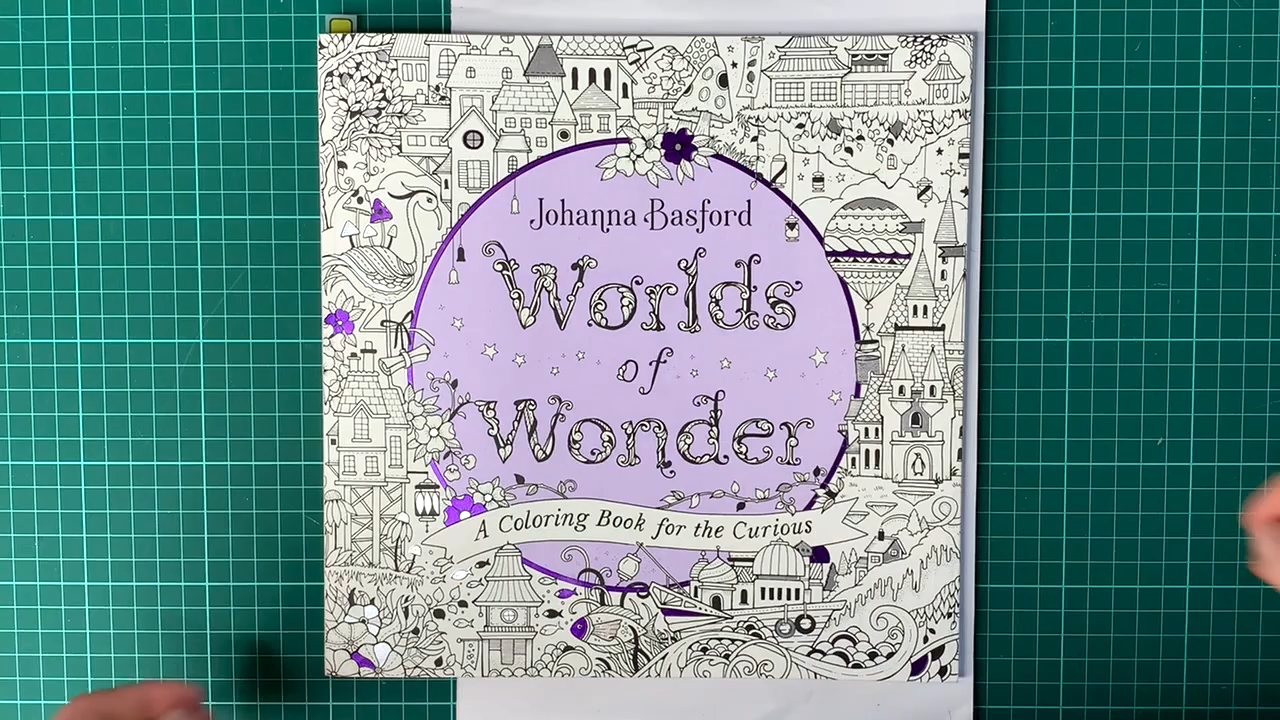 Johanna Basford
Worlds
of
Wonder
A Coloring Book for the Curious